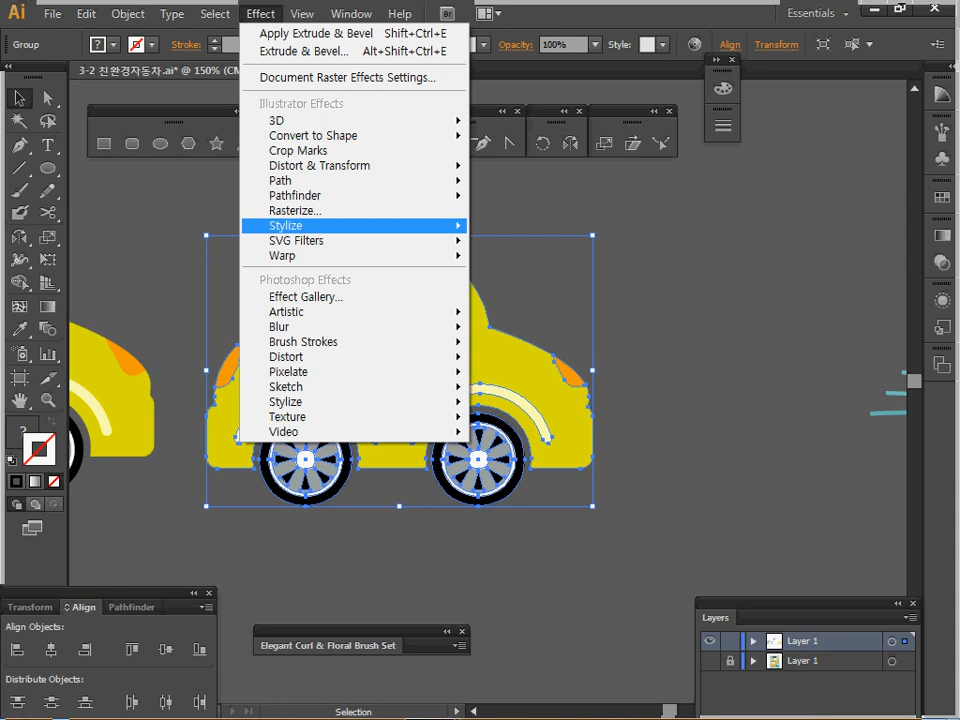 Ai File Edit Object Type Select Effect View Window Help Br Essentials
Group ? Stroke: Opacity: 100% Style: Align Transform
Apply Extrude & Bevel Shift+Ctrl+E
Extrude & Bevel... Alt+Shift+Ctrl+E
Document Raster Effects Settings...
Illustrator Effects
3D
Convert to Shape
Crop Marks
Distort & Transform
Path
Pathfinder
Rasterize...
Stylize
SVG Filters
Warp
Photoshop Effects
Effect Gallery...
Artistic
Blur
Brush Strokes
Distort
Pixelate
Sketch
Stylize
Texture
Video
3-2 친환경자동차.ai* @ 150% (CM
T
?
Transform Align Pathfinder
Align Objects:
Distribute Objects:
Elegant Curl & Floral Brush Set
Layers
Layer 1
Layer 1
Selection